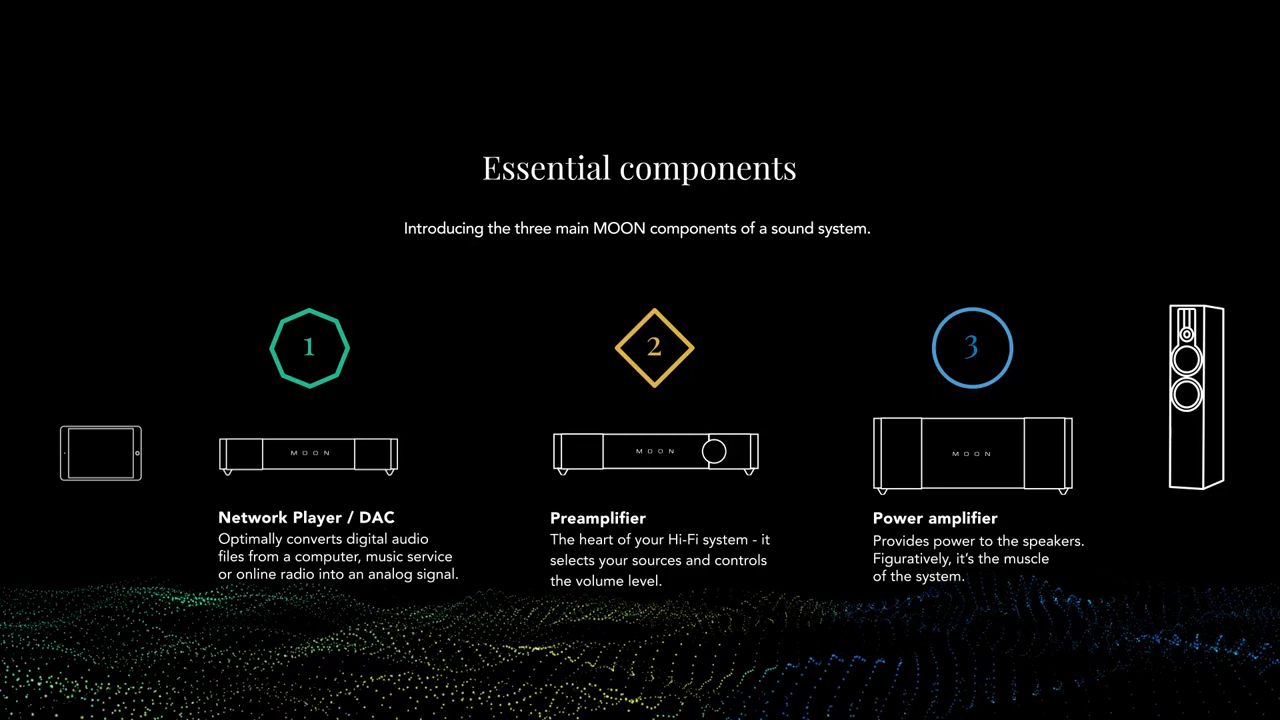 Essential components
Introducing the three main MOON components of a sound system.
1
2
3
MOON
MOON
MOON
Network Player / DAC
Optimally converts digital audio
files from a computer, music service
or online radio into an analog signal.
Preamplifier
The heart of your Hi-Fi system - it
selects your sources and controls
the volume level.
Power amplifier
Provides power to the speakers.
Figuratively, it’s the muscle
of the system.